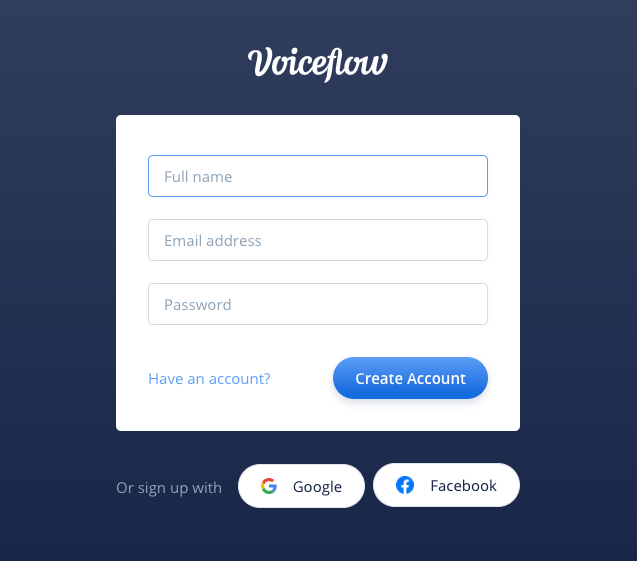 Voiceflow
Full name
Email address
Password
Have an account?
Create Account
Or sign up with
Google
Facebook